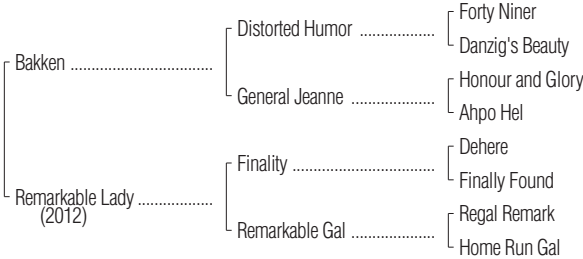 Forty Niner
Distorted Humor ..................
Danzig's Beauty
Bakken ..................................
Honour and Glory
General Jeanne ....................
Ahpo Hel
Dehere
Finality ..................................
Finally Found
Remarkable Lady ..................
(2012)
Regal Remark
Remarkable Gal ....................
Home Run Gal